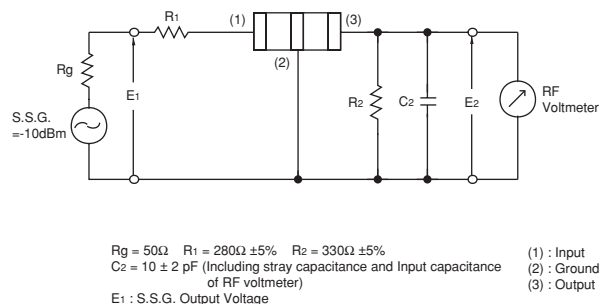 R1
(1)
(3)
(2)
Rg
E1
R2
C2
E2
RF
Voltmeter
S.S.G.
=-10dBm
Rg = 50Ω R1 = 280Ω ±5% R2 = 330Ω ±5%
C2 = 10 ± 2 pF (Including stray capacitance and Input capacitance
of RF voltmeter)
E1 : S.S.G. Output Voltage
(1) : Input
(2) : Ground
(3) : Output